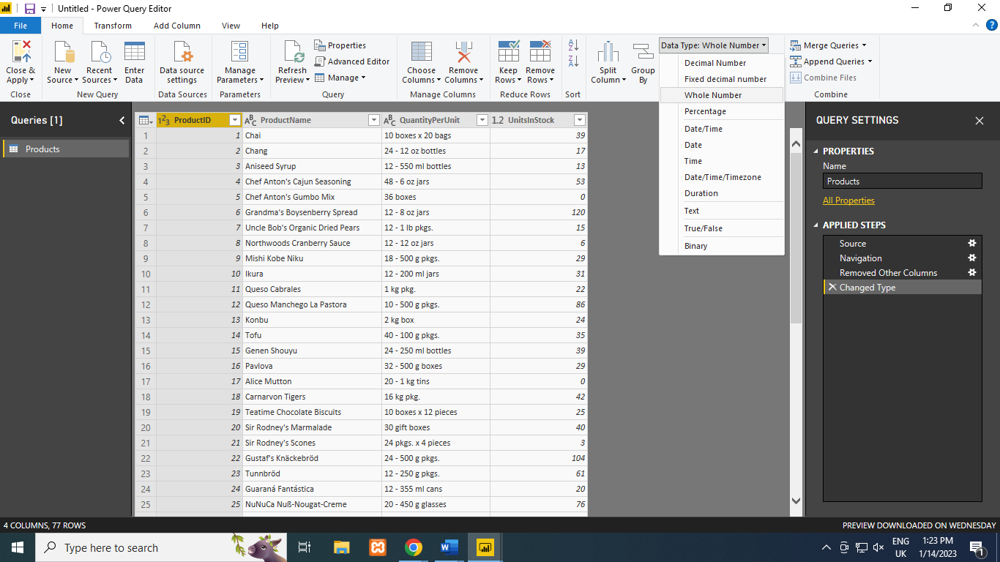 Untitled - Power Query Editor
File Home Transform Add Column View Help
Close & Apply
New Source
Recent Sources
Enter Data
Data source settings
Manage Parameters
Refresh Preview
Properties
Advanced Editor
Manage
Choose Columns
Remove Columns
Keep Rows
Remove Rows
Split Column
Group By
Data Type: Whole Number
Merge Queries
Append Queries
Combine Files
Close New Query Data Sources Parameters Query Manage Columns Reduce Rows Sort Combine
Decimal Number
Fixed decimal number
Whole Number
Percentage
Date/Time
Date
Time
Date/Time/Timezone
Duration
Text
True/False
Binary
Queries [1]
Products
1 2 3 ProductID ABC ProductName ABC QuantityPerUnit 1.2 UnitsInStock
1 1 Chai 10 boxes x 20 bags 39
2 2 Chang 24 - 12 oz bottles 17
3 3 Aniseed Syrup 12 - 550 ml bottles 13
4 4 Chef Anton's Cajun Seasoning 48 - 6 oz jars 53
5 5 Chef Anton's Gumbo Mix 36 boxes 0
6 6 Grandma's Boysenberry Spread 12 - 8 oz jars 120
7 7 Uncle Bob's Organic Dried Pears 12 - 1 lb pkgs. 15
8 8 Northwoods Cranberry Sauce 12 - 12 oz jars 6
9 9 Mishi Kobe Niku 18 - 500 g pkgs. 29
10 10 Ikura 12 - 200 ml jars 31
11 11 Queso Cabrales 1 kg pkg. 22
12 12 Queso Manchego La Pastora 10 - 500 g pkgs. 86
13 13 Konbu 2 kg box 24
14 14 Tofu 40 - 100 g pkgs. 35
15 15 Genen Shouyu 24 - 250 ml bottles 39
16 16 Pavlova 32 - 500 g boxes 29
17 17 Alice Mutton 20 - 1 kg tins 0
18 18 Carnarvon Tigers 16 kg pkg. 42
19 19 Teatime Chocolate Biscuits 10 boxes x 12 pieces 25
20 20 Sir Rodney's Marmalade 30 gift boxes 40
21 21 Sir Rodney's Scones 24 pkgs. x 4 pieces 3
22 22 Gustaf's Knäckebröd 24 - 500 g pkgs. 104
23 23 Tunnbröd 12 - 250 g pkgs. 61
24 24 Guaraná Fantástica 12 - 355 ml cans 20
25 25 NuNuCa Nuß-Nougat-Creme 20 - 450 g glasses 76
QUERY SETTINGS
PROPERTIES
Name
Products
All Properties
APPLIED STEPS
Source
Navigation
Removed Other Columns
Changed Type
4 COLUMNS, 77 ROWS
PREVIEW DOWNLOADED ON WEDNESDAY
Type here to search
ENG
UK
1:23 PM
1/14/2023
1